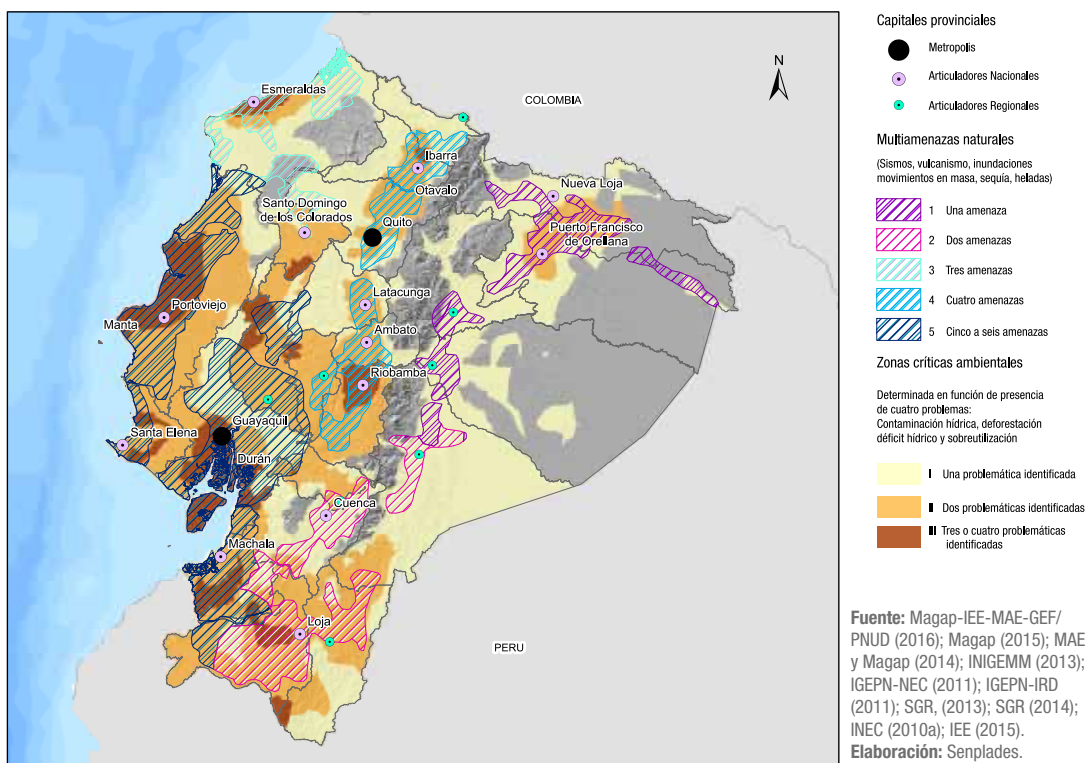 COLOMBIA
N
Esmeraldas
Ibarra
Otavalo
Nueva Loja
Santo Domingo
de los Colorados
Quito
Puerto Francisco
de Orellana
Latacunga
Portoviejo
Manta
Ambato
Riobamba
Guayaquil
Santa Elena
Durán
Cuenca
Machala
Loja
PERU
Capitales provinciales
Metropolis
Articuladores Nacionales
Articuladores Regionales
Multiamenazas naturales
(Sismos, vulcanismo, inundaciones
movimientos en masa, sequía, heladas)
1 Una amenaza
2 Dos amenazas
3 Tres amenazas
4 Cuatro amenazas
5 Cinco a seis amenazas
Zonas críticas ambientales
Determinada en función de presencia
de cuatro problemas:
Contaminación hídrica, deforestación
déficit hídrico y sobreutilización
I Una problemática identificada
II Dos problemáticas identificadas
III Tres o cuatro problemáticas
identificadas
Fuente: Magap-IEE-MAE-GEF/
PNUD (2016); Magap (2015); MAE
y Magap (2014); INIGEMM (2013);
IGEPN-NEC (2011); IGEPN-IRD
(2011); SGR, (2013); SGR (2014);
INEC (2010a); IEE (2015).
Elaboración: Senplades.